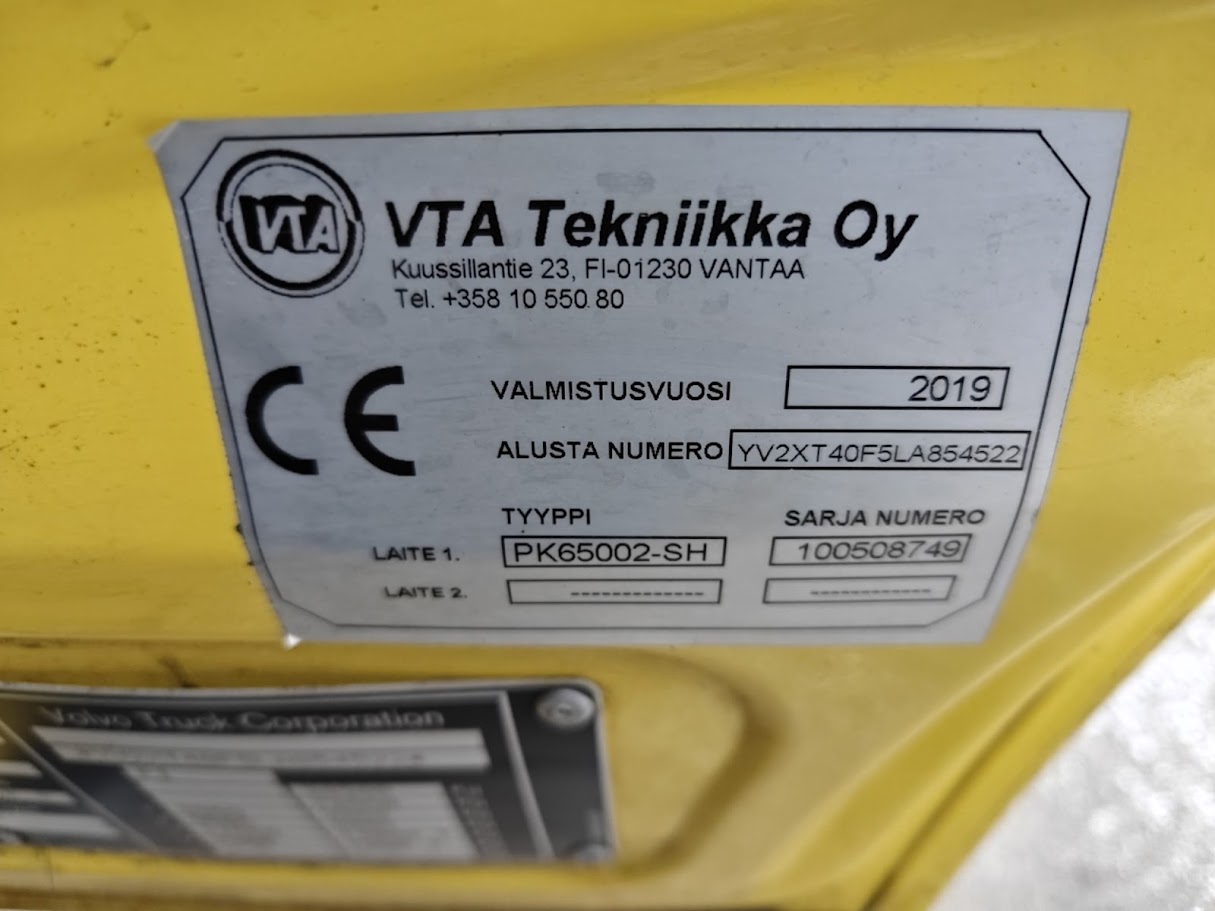 VTA
VTA Tekniikka Oy
Kuussillantie 23, FI-01230 VANTAA
Tel. +358 10 550 80
CE
VALMISTUSVUOSI 2019
ALUSTA NUMERO YV2XT40F5LA854522
TYYPPI SARJA NUMERO
LAITE 1. PK65002-SH 100508749
LAITE 2. ------------- -------------
Volvo Truck Corporation